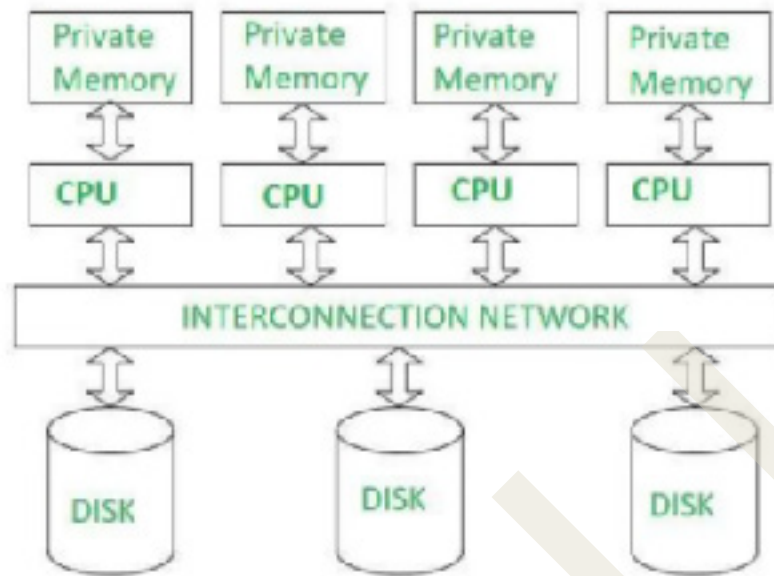 Private Memory
Private Memory
Private Memory
Private Memory
CPU
CPU
CPU
CPU
INTERCONNECTION NETWORK
DISK
DISK
DISK